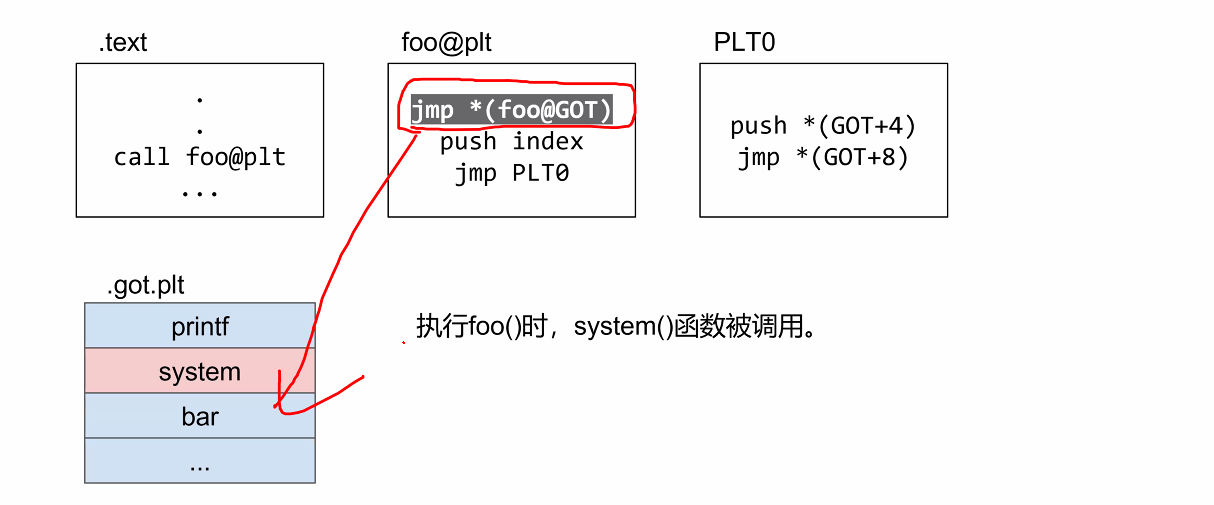 .text
.
.
call foo@plt
...
foo@plt
jmp *(foo@GOT)
push index
jmp PLT0
PLT0
push *(GOT+4)
jmp *(GOT+8)
.got.plt
printf
system
bar
...
执行foo()时，system()函数被调用。